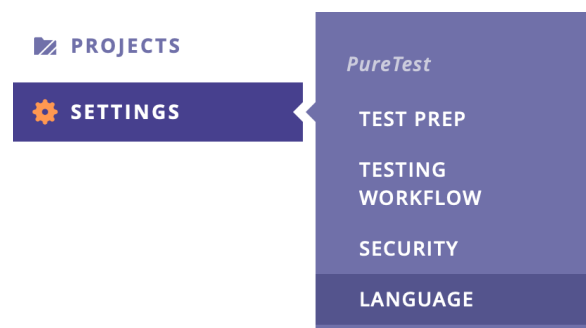 PROJECTS
SETTINGS
PureTest
TEST PREP
TESTING
WORKFLOW
SECURITY
LANGUAGE